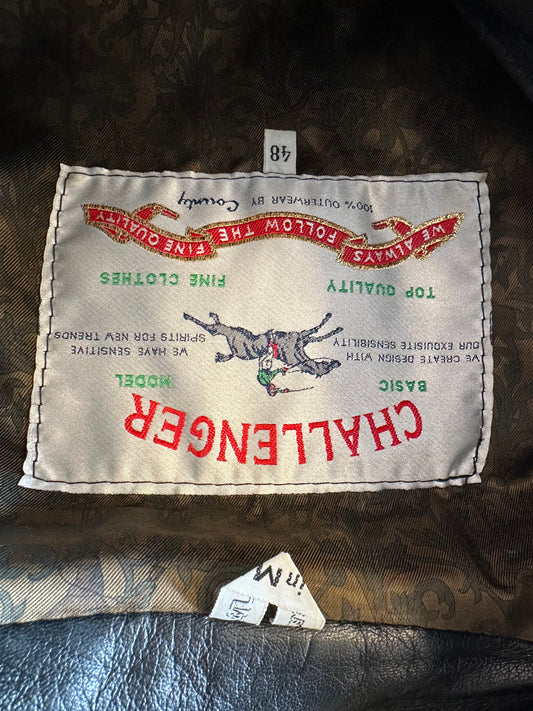 CHALLENGER
BASIC MODEL
WE CREATE DESIGN WITH
OUR EXQUISITE SENSIBILITY
WE HAVE SENSITIVE
SPIRITS FOR NEW TRENDS
TOP QUALITY FINE CLOTHES
WE ALWAYS FOLLOW THE FINE QUALITY
100% OUTERWEAR BY County
48
in M